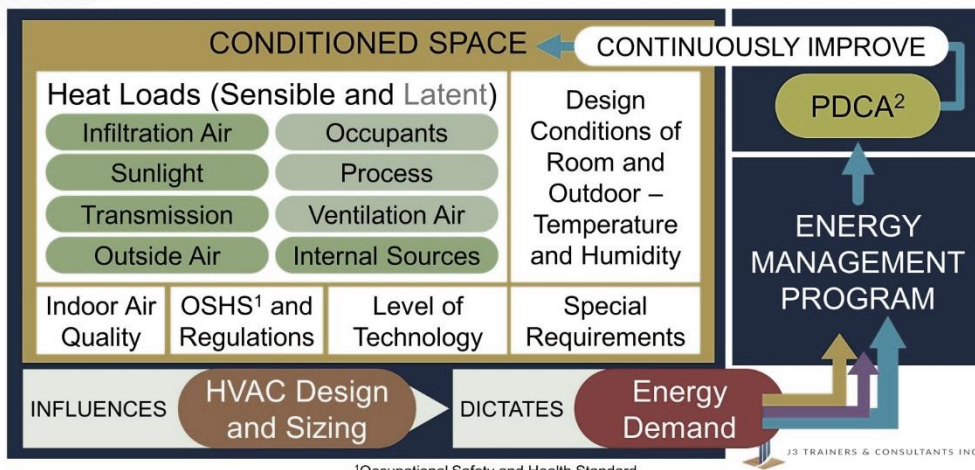 CONDITIONED SPACE
CONTINUOUSLY IMPROVE
Heat Loads (Sensible and Latent)
Infiltration Air
Occupants
Sunlight
Process
Transmission
Ventilation Air
Outside Air
Internal Sources
Design
Conditions of
Room and
Outdoor –
Temperature
and Humidity
PDCA²
ENERGY
MANAGEMENT
PROGRAM
Indoor Air
Quality
OSHS¹ and
Regulations
Level of
Technology
Special
Requirements
INFLUENCES
HVAC Design
and Sizing
DICTATES
Energy
Demand
J3 TRAINERS & CONSULTANTS INC
¹Occupational Safety and Health Standard